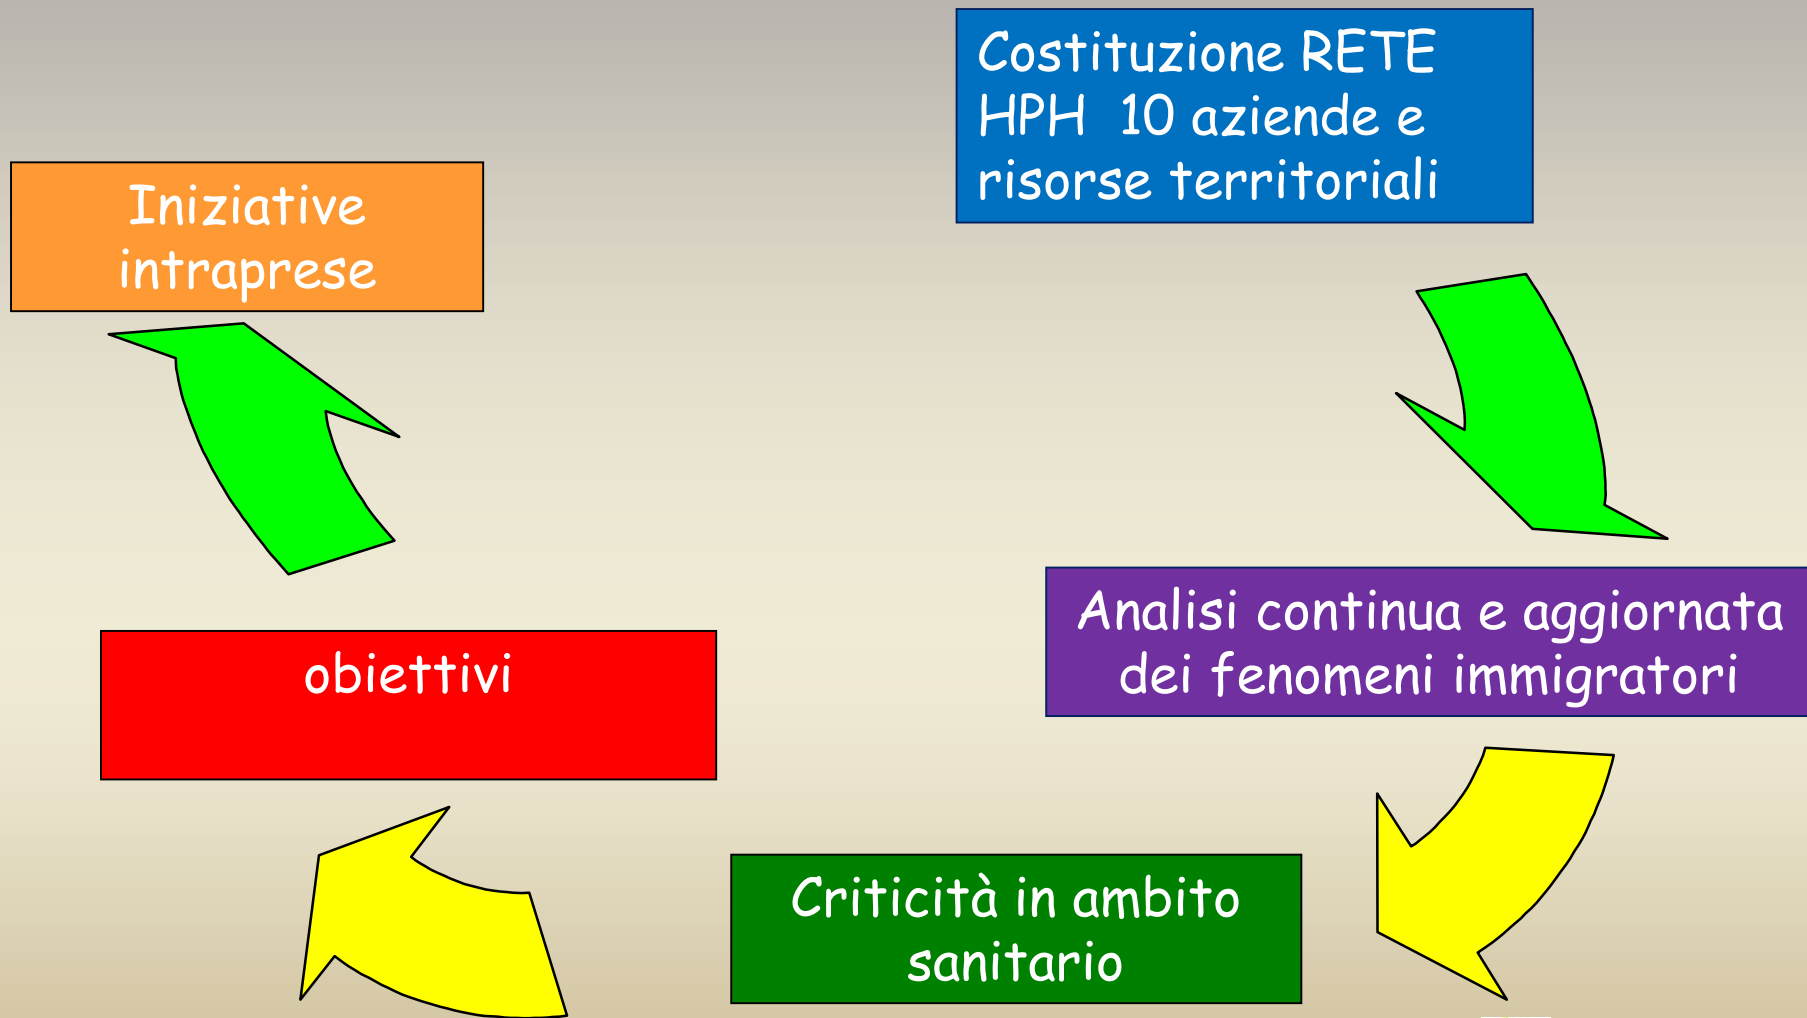 Costituzione RETE
HPH 10 aziende e
risorse territoriali
Iniziative
intraprese
Analisi continua e aggiornata
dei fenomeni immigratori
obiettivi
Criticità in ambito
sanitario